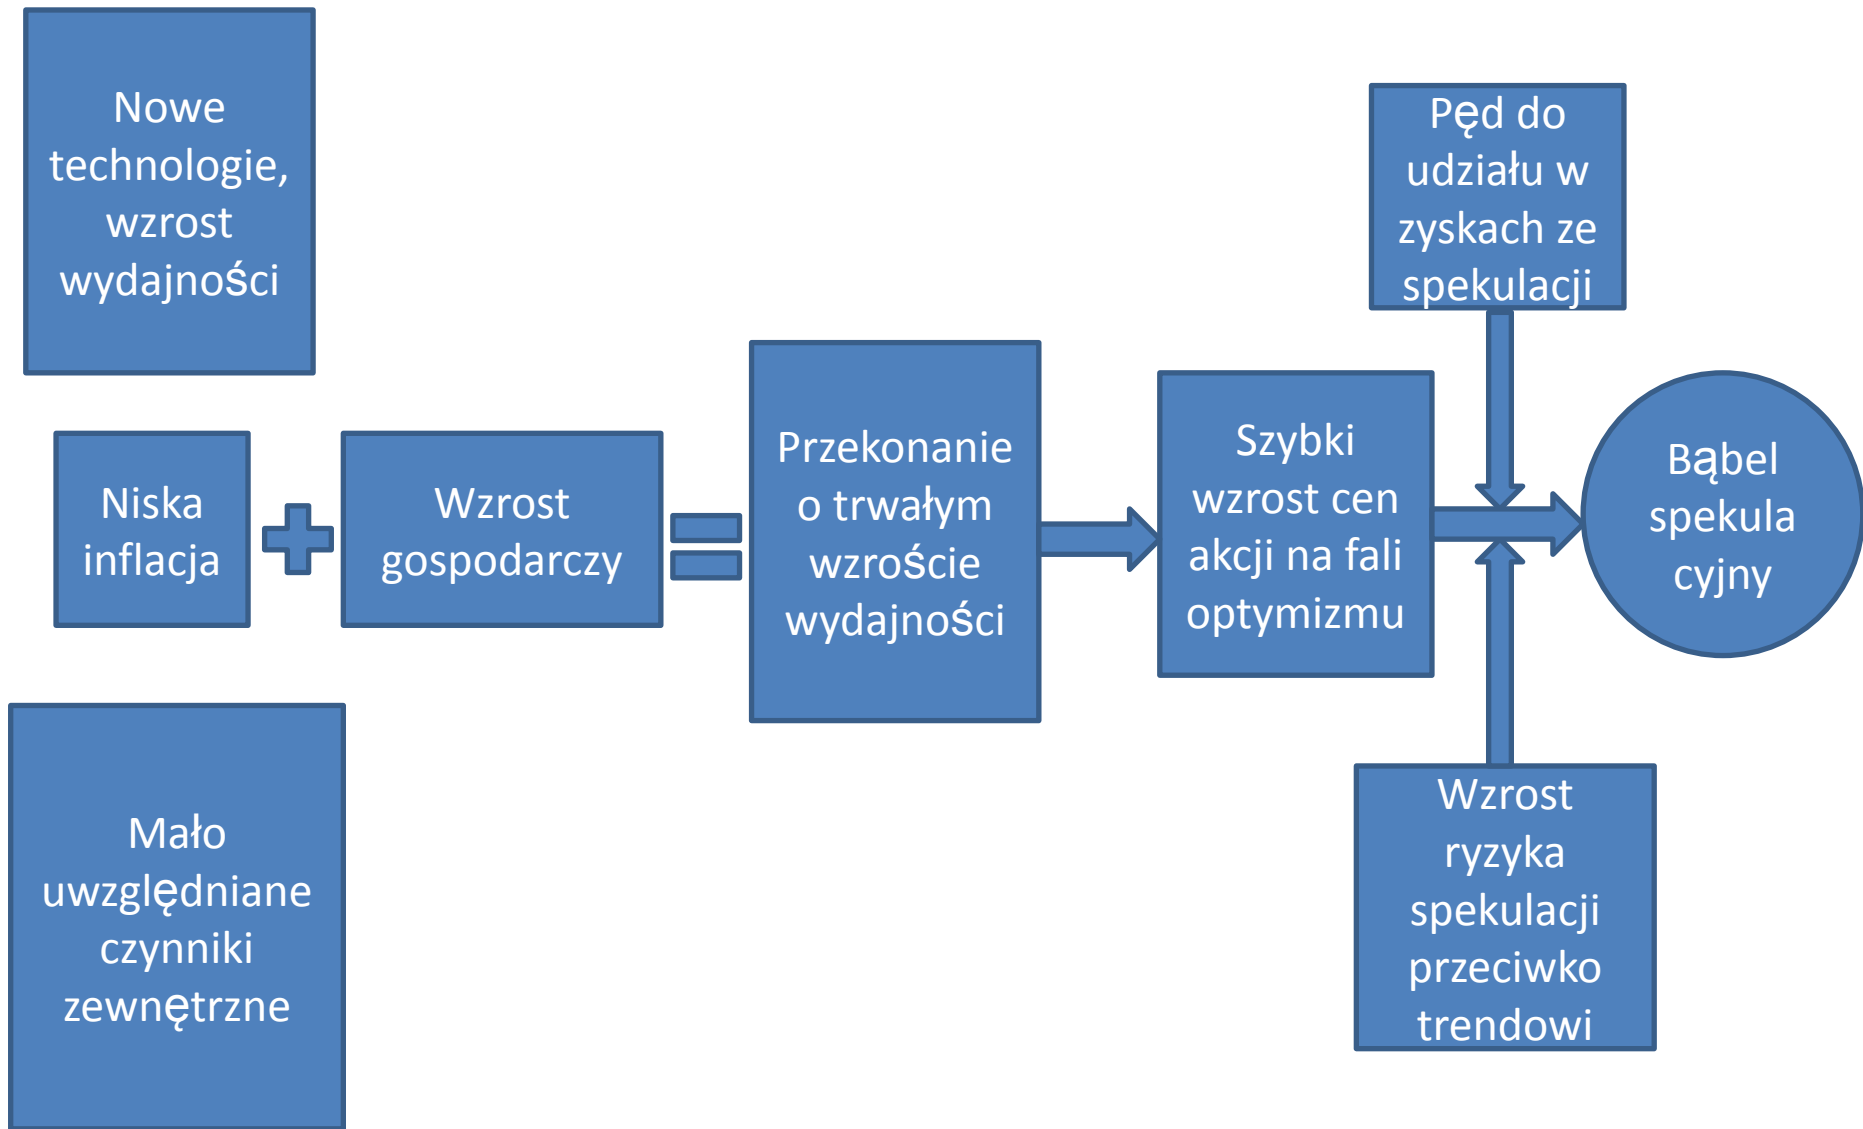 Nowe
technologie,
wzrost
wydajności
Niska
inflacja
Wzrost
gospodarczy
Mało
uwzględniane
czynniki
zewnętrzne
Przekonanie
o trwałym
wzroście
wydajności
Szybki
wzrost cen
akcji na fali
optymizmu
Pęd do
udziału w
zyskach ze
spekulacji
Wzrost
ryzyka
spekulacji
przeciwko
trendowi
Bąbel
spekula
cyjny